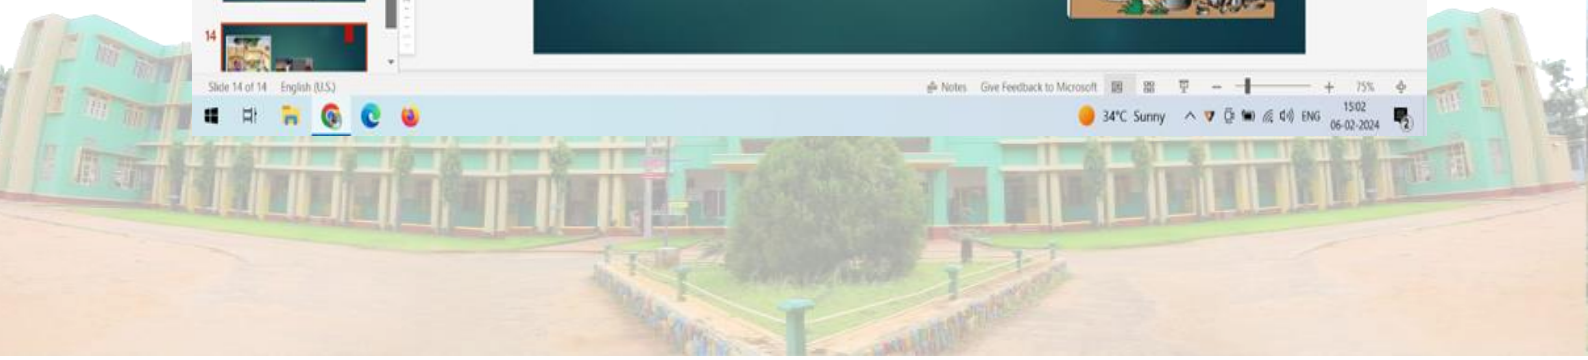 14
Slide 14 of 14 English (U.S.) Notes Give Feedback to Microsoft 75%
34°C Sunny ENG 15:02
06-02-2024
2